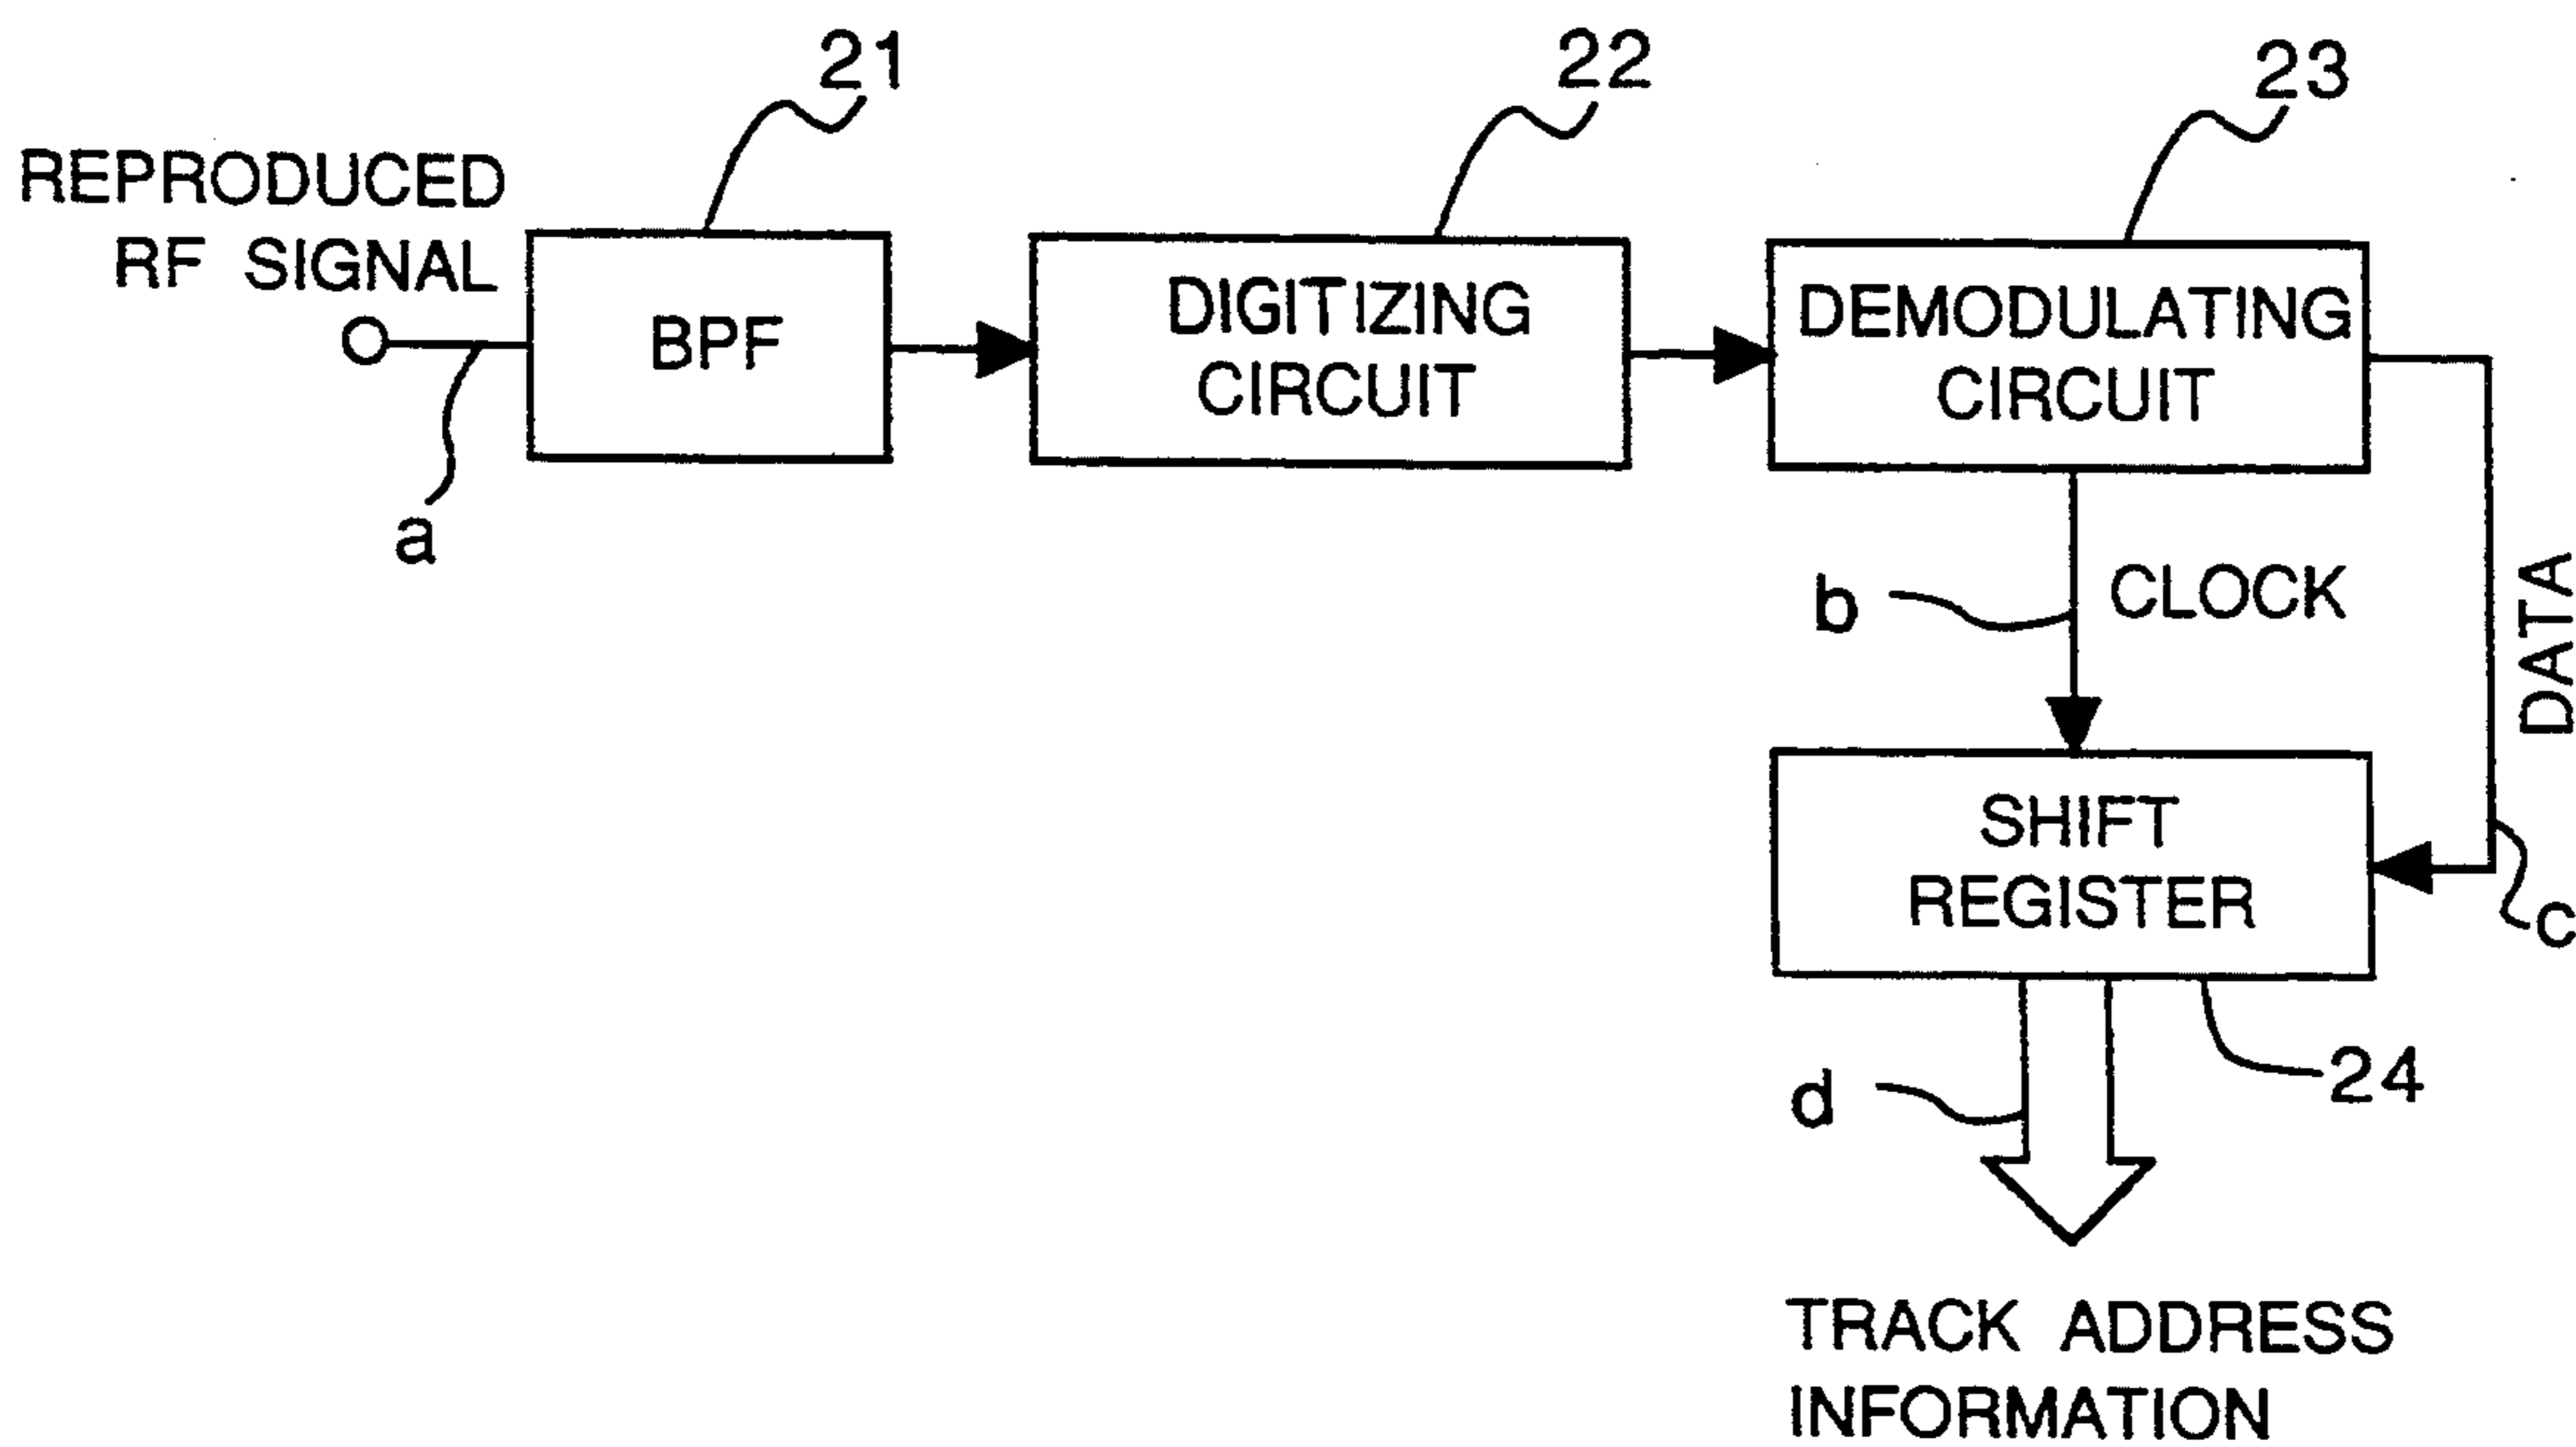 21
22
23
REPRODUCED
RF SIGNAL
BPF
DIGITIZING
CIRCUIT
DEMODULATING
CIRCUIT
a
b
CLOCK
DATA
SHIFT
REGISTER
c
d
24
TRACK ADDRESS
INFORMATION